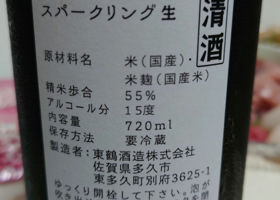 スパークリング 生
清酒
原材料名 米(国産)・
米麹(国産米)
精米歩合 55%
アルコール分 15度
内容量 720ml
保存方法 要冷蔵
製造者:東鶴酒造株式会社
佐賀県多久市
東多久町別府3625-1
ゆっくり開栓して下さい。泡が